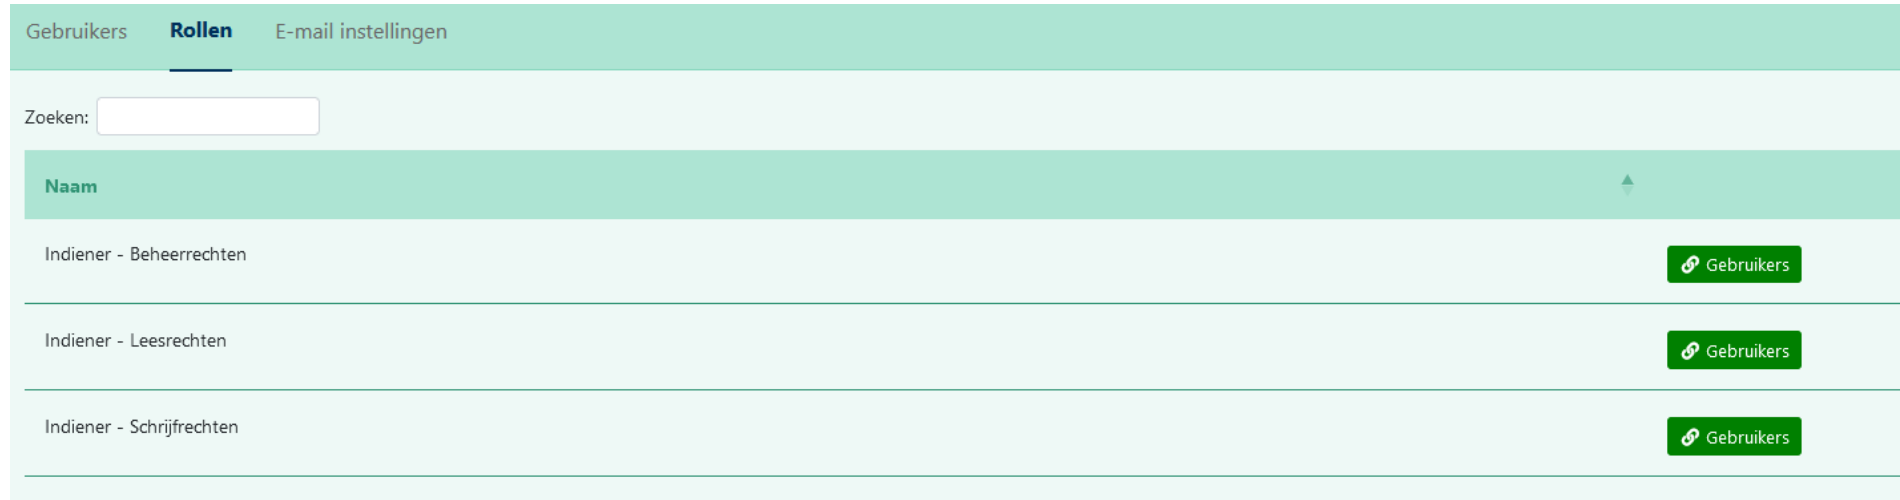 Gebruikers Rollen E-mail instellingen
Zoeken:
Naam
Indiener - Beheerrechten Gebruikers
Indiener - Leesrechten Gebruikers
Indiener - Schrijfrechten Gebruikers